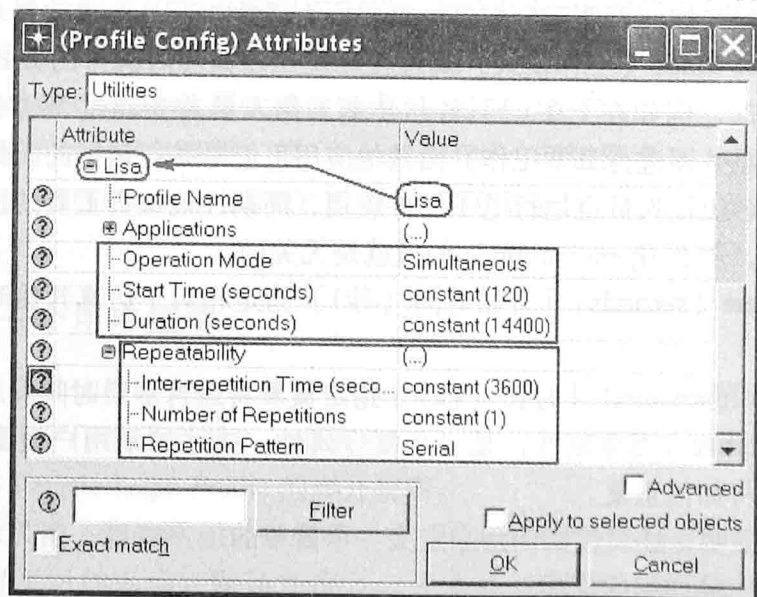 (Profile Config) Attributes
Type: Utilities
Attribute Value
Lisa
Profile Name Lisa
Applications (...)
Operation Mode Simultaneous
Start Time (seconds) constant (120)
Duration (seconds) constant (14400)
Repeatability (...)
Inter-repetition Time (seco... constant (3600)
Number of Repetitions constant (1)
Repetition Pattern Serial
Advanced
Filter
Apply to selected objects
Exact match
OK Cancel